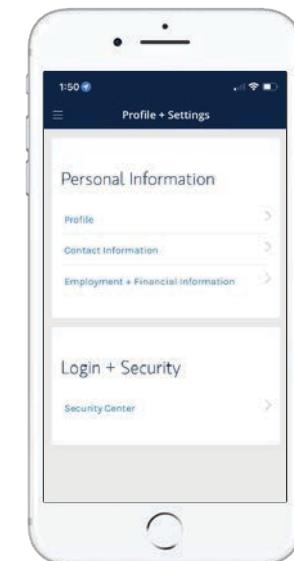 1:50
Profile + Settings
Personal Information
Profile
Contact Information
Employment + Financial Information
Login + Security
Security Center